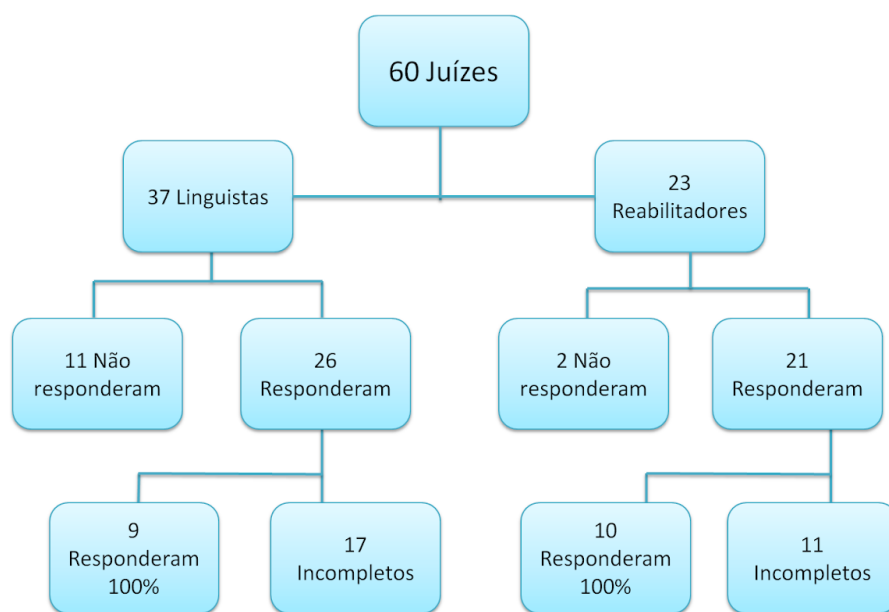 60 Juízes
37 Linguistas
23
Reabilitadores
11 Não
responderam
26
Responderam
2 Não
responderam
21
Responderam
9
Responderam
100%
17
Incompletos
10
Responderam
100%
11
Incompletos